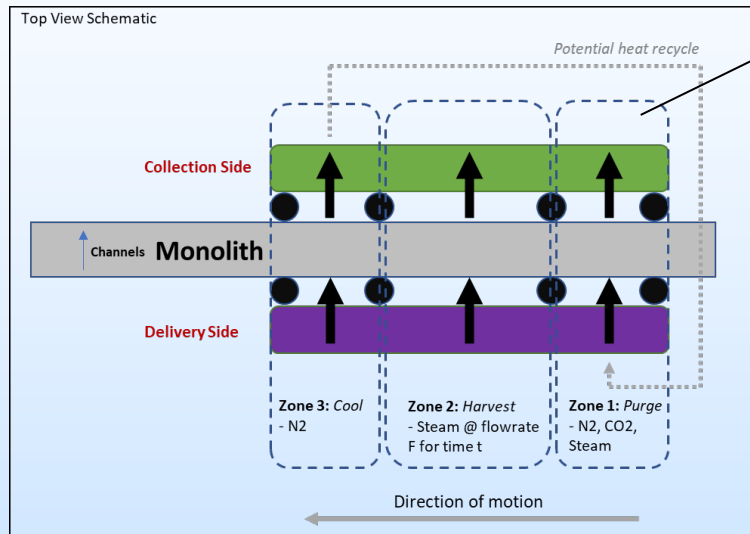 Top View Schematic
Potential heat recycle
Collection Side
Channels Monolith
Delivery Side
Zone 3: Cool
- N2
Zone 2: Harvest
- Steam @ flowrate
F for time t
Zone 1: Purge
- N2, CO2,
Steam
Direction of motion